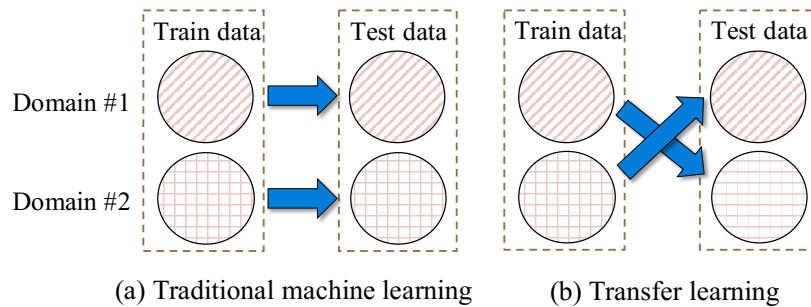 Train data
Test data
Train data
Test data
Domain #1
Domain #2
(a) Traditional machine learning
(b) Transfer learning